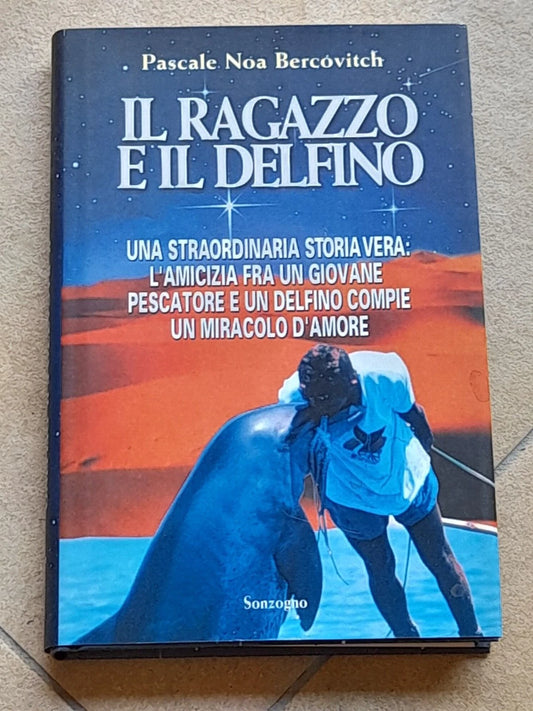 Pascale Noa Bercovitch
IL RAGAZZO
E IL DELFINO
UNA STRAORDINARIA STORIA VERA:
L'AMICIZIA FRA UN GIOVANE
PESCATORE E UN DELFINO COMPIE
UN MIRACOLO D'AMORE
Sonzogno